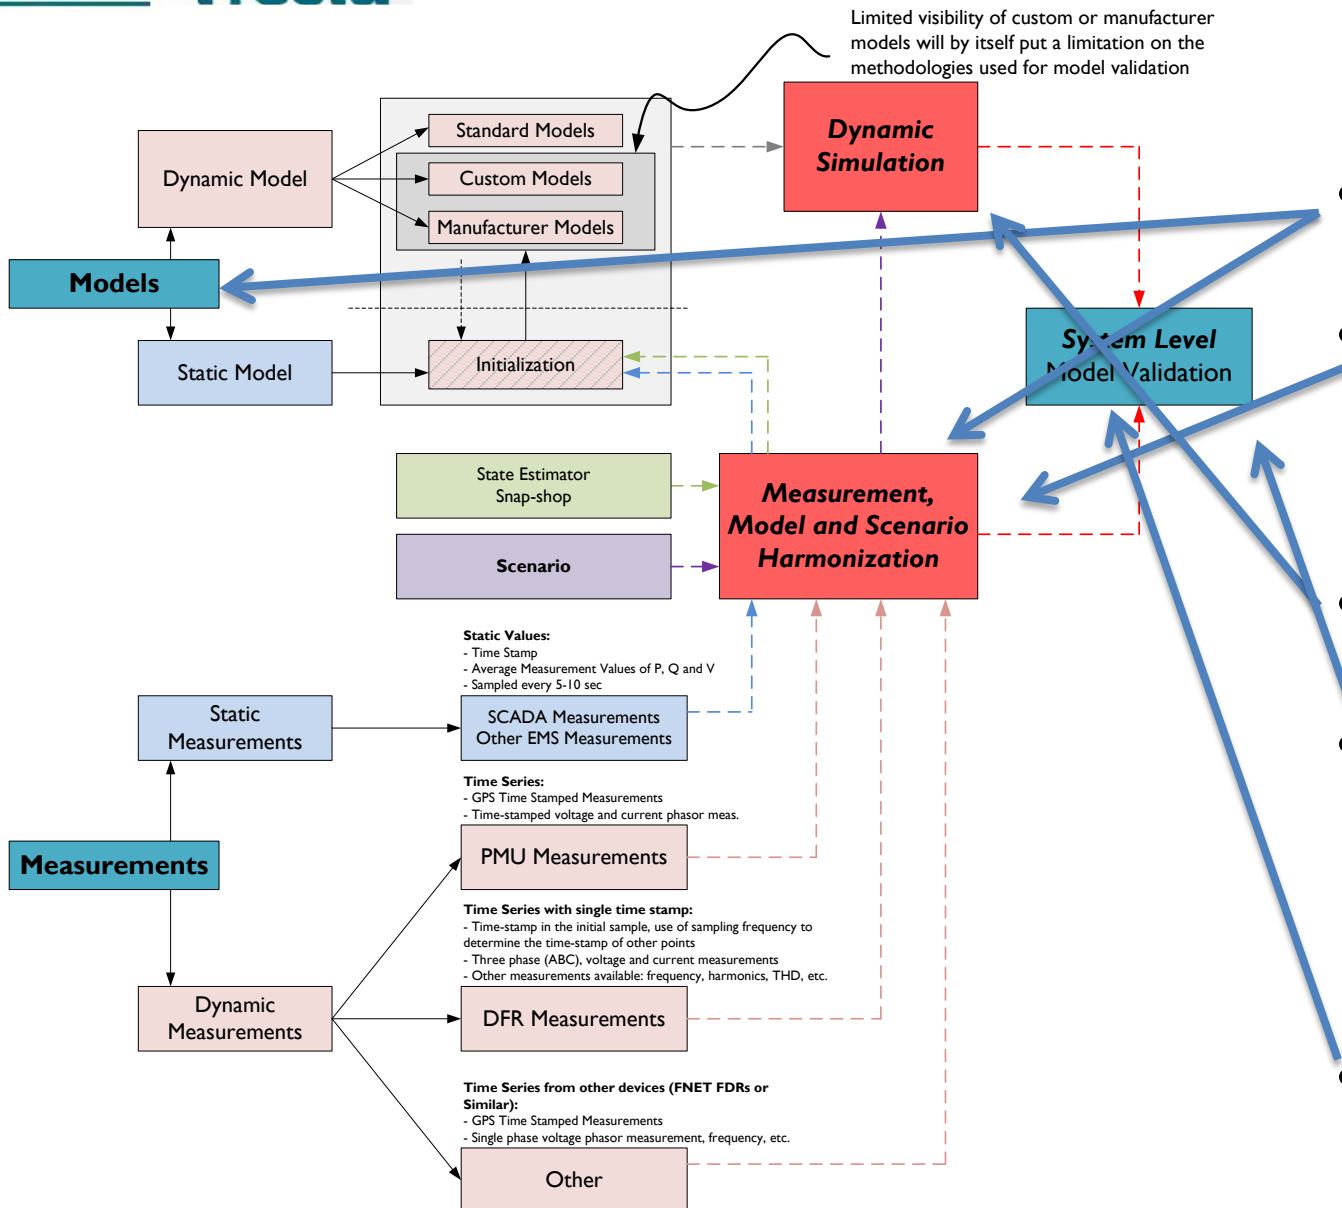 Limited visibility of custom or manufacturer
models will by itself put a limitation on the
methodologies used for model validation
Standard Models
Custom Models
Manufacturer Models
Dynamic Model
Dynamic
Simulation
Models
System Level
Model Validation
Static Model
Initialization
State Estimator
Snap-shop
Scenario
Measurement,
Model and Scenario
Harmonization
Static Values:
- Time Stamp
- Average Measurement Values of P, Q and V
- Sampled every 5-10 sec
Static
Measurements
SCADA Measurements
Other EMS Measurements
Time Series:
- GPS Time Stamped Measurements
- Time-stamped voltage and current phasor meas.
PMU Measurements
Measurements
Time Series with single time stamp:
- Time-stamp in the initial sample, use of sampling frequency to
determine the time-stamp of other points
- Three phase (ABC), voltage and current measurements
- Other measurements available: frequency, harmonics, THD, etc.
Dynamic
Measurements
DFR Measurements
Time Series from other devices (FNET FDRs or
Similar):
- GPS Time Stamped Measurements
- Single phase voltage phasor measurement, frequency, etc.
Other